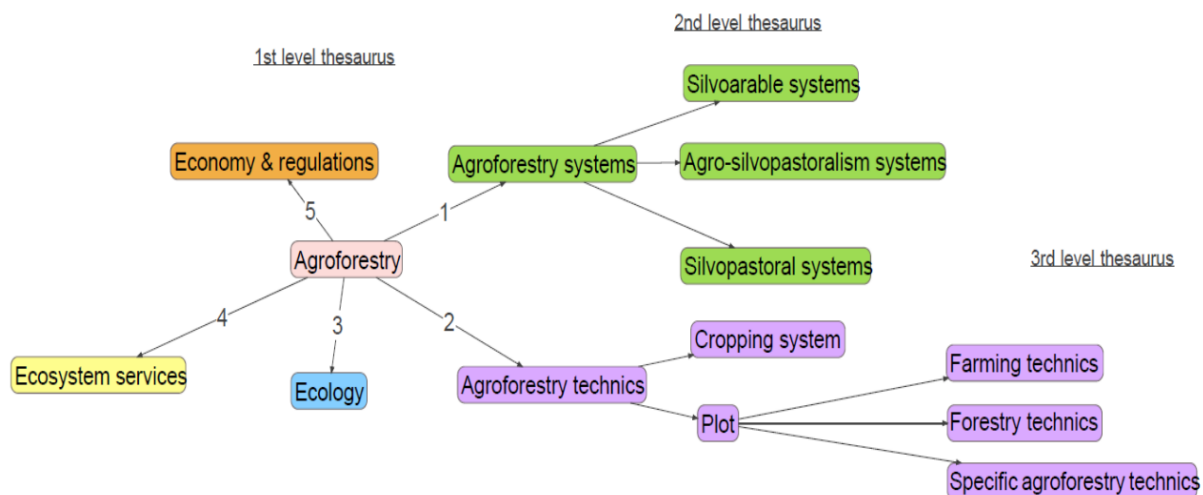 2nd level thesaurus
1st level thesaurus
Silvoarable systems
Economy & regulations
Agroforestry systems
Agro-silvopastoralism systems
5
1
Agroforestry
Silvopastoral systems
3rd level thesaurus
4
3
2
Cropping system
Ecosystem services
Ecology
Agroforestry technics
Farming technics
Plot
Forestry technics
Specific agroforestry technics